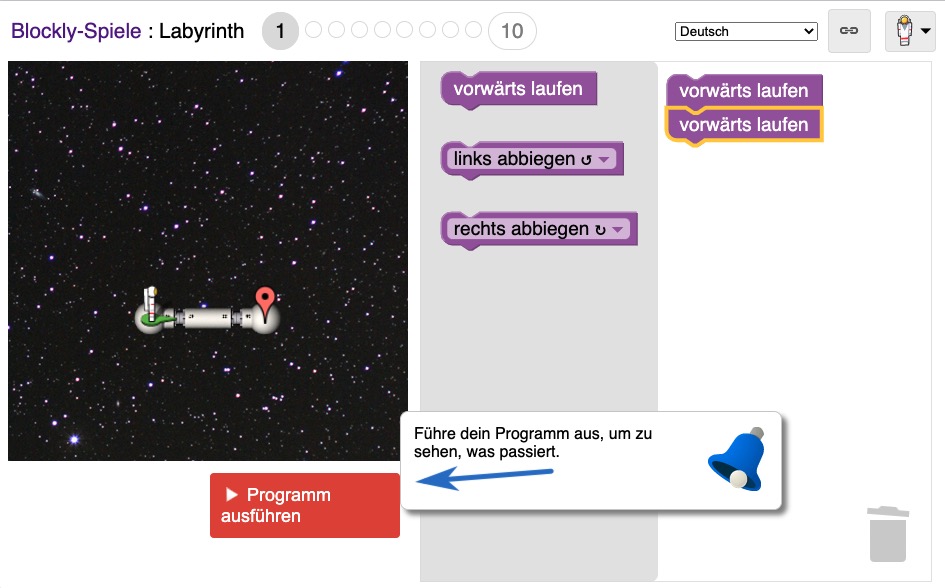 Blockly-Spiele : Labyrinth 1 10 Deutsch
vorwärts laufen
links abbiegen ↺
rechts abbiegen ↻
vorwärts laufen
vorwärts laufen
Führe dein Programm aus, um zu
sehen, was passiert.
Programm
ausführen